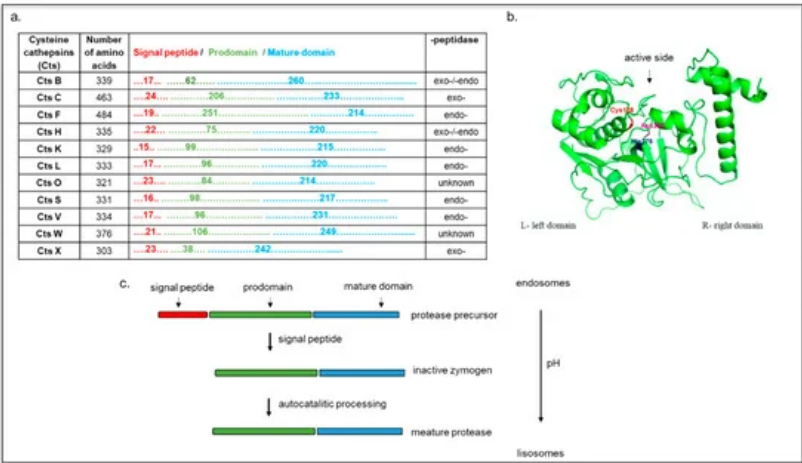 a.
Cysteine cathepsins (Cts) Number of amino acids Signal peptide / Prodomain / Mature domain -peptidase
Cts B 339 ....17... ......62...... 260 exo-/-endo
Cts C 463 ....24.... 206 233 exo-
Cts F 484 ....19.. 251 214 endo-
Cts H 335 ....22.... 75 220 exo-/-endo
Cts K 329 ..15.. 99 215 endo-
Cts L 333 ....17... 96 220 endo-
Cts O 321 ....23.... 84 214 unknown
Cts S 331 ....16.. 98 217 endo-
Cts V 334 ....17... 96 231 endo-
Cts W 376 ....21.. 106 249 unknown
Cts X 303 ....23.... 38 242 exo-
b.
active side
L- left domain R- right domain
c.
signal peptide prodomain mature domain
protease precursor
signal peptide
inactive zymogen
autocatalitic processing
meature protease
endosomes
pH
lisosomes